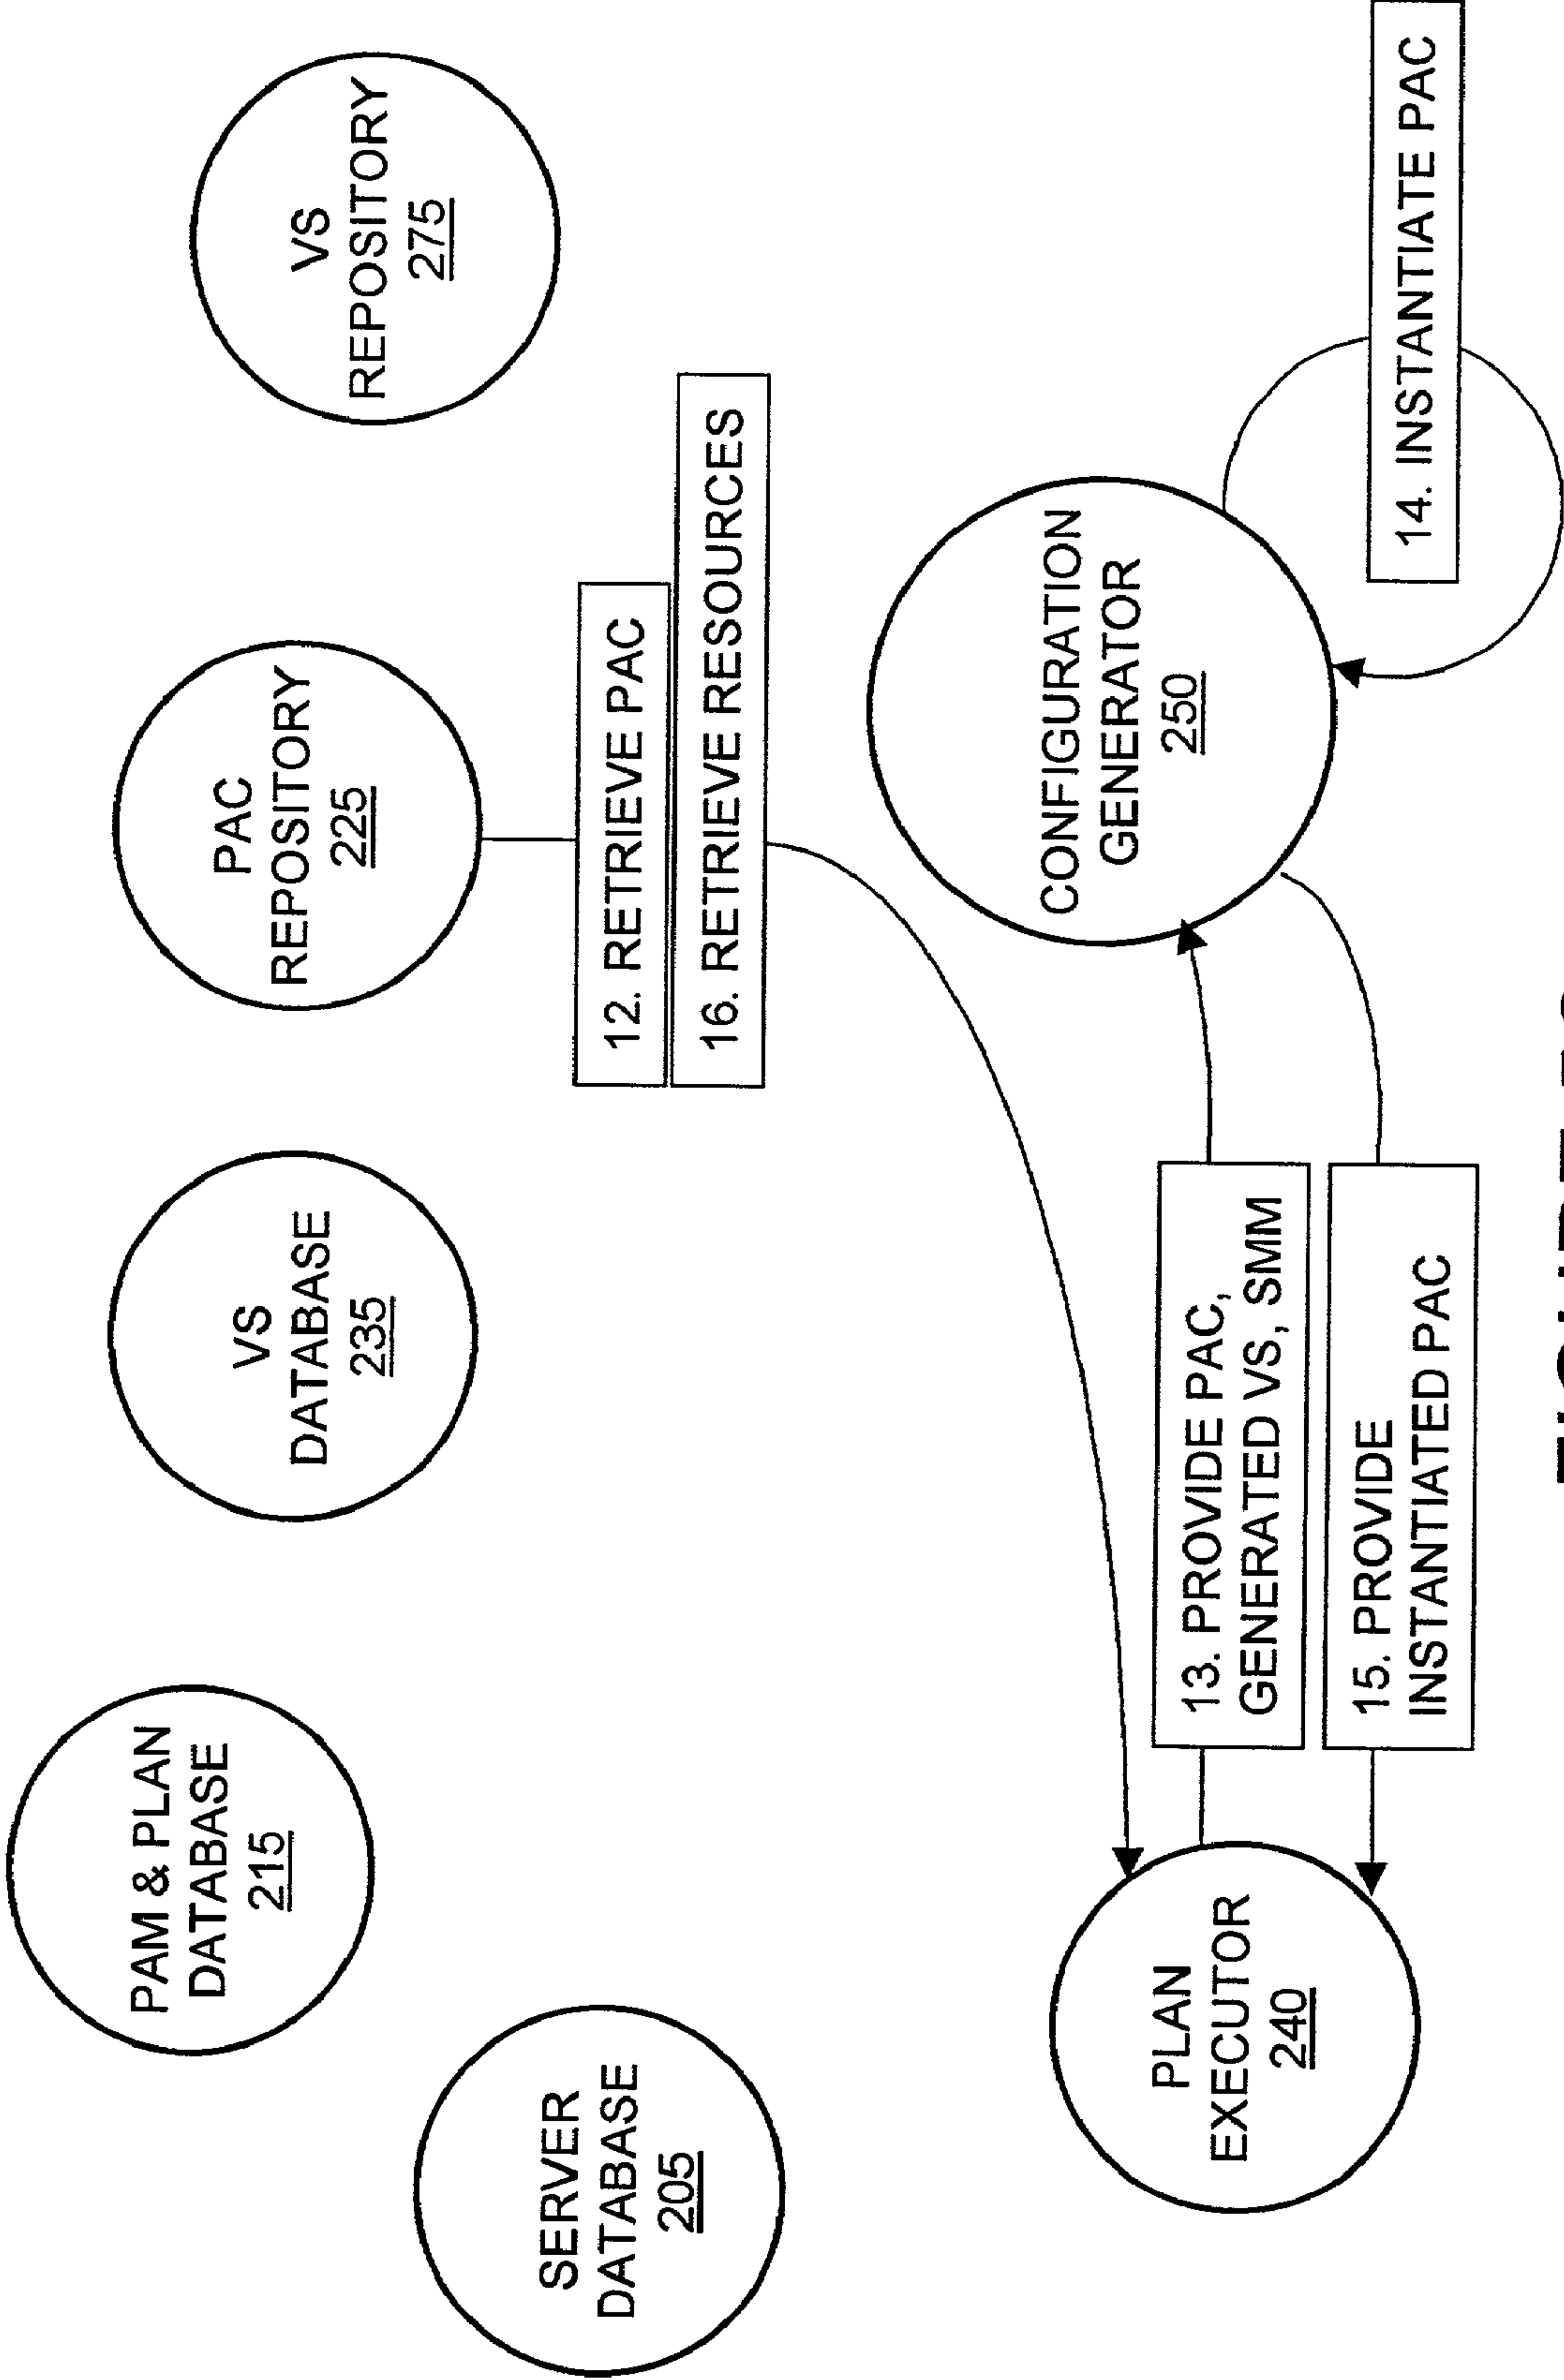 SERVER
DATABASE
205
PAM & PLAN
DATABASE
215
VS
DATABASE
235
PAC
REPOSITORY
225
VS
REPOSITORY
275
12. RETRIEVE PAC
16. RETRIEVE RESOURCES
PLAN
EXECUTOR
240
13. PROVIDE PAC,
GENERATED VS, SMM
15. PROVIDE
INSTANTIATED PAC
CONFIGURATION
GENERATOR
250
14. INSTANTIATE PAC